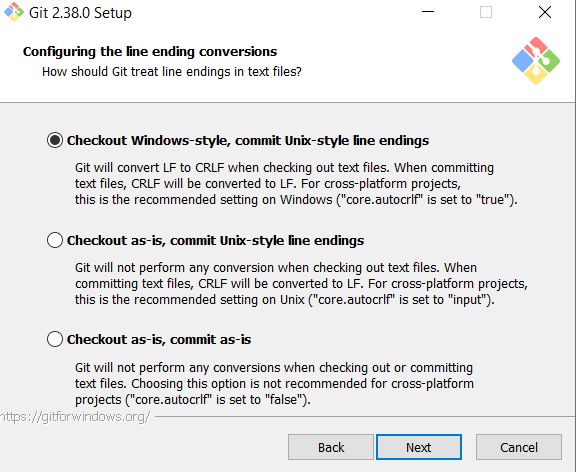 Git 2.38.0 Setup
Configuring the line ending conversions
How should Git treat line endings in text files?
Checkout Windows-style, commit Unix-style line endings
Git will convert LF to CRLF when checking out text files. When committing
text files, CRLF will be converted to LF. For cross-platform projects,
this is the recommended setting on Windows ("core.autocrlf" is set to "true").
Checkout as-is, commit Unix-style line endings
Git will not perform any conversion when checking out text files. When
committing text files, CRLF will be converted to LF. For cross-platform projects,
this is the recommended setting on Unix ("core.autocrlf" is set to "input").
Checkout as-is, commit as-is
Git will not perform any conversions when checking out or committing
text files. Choosing this option is not recommended for cross-platform
projects ("core.autocrlf" is set to "false").
https://gitforwindows.org/
Back
Next
Cancel